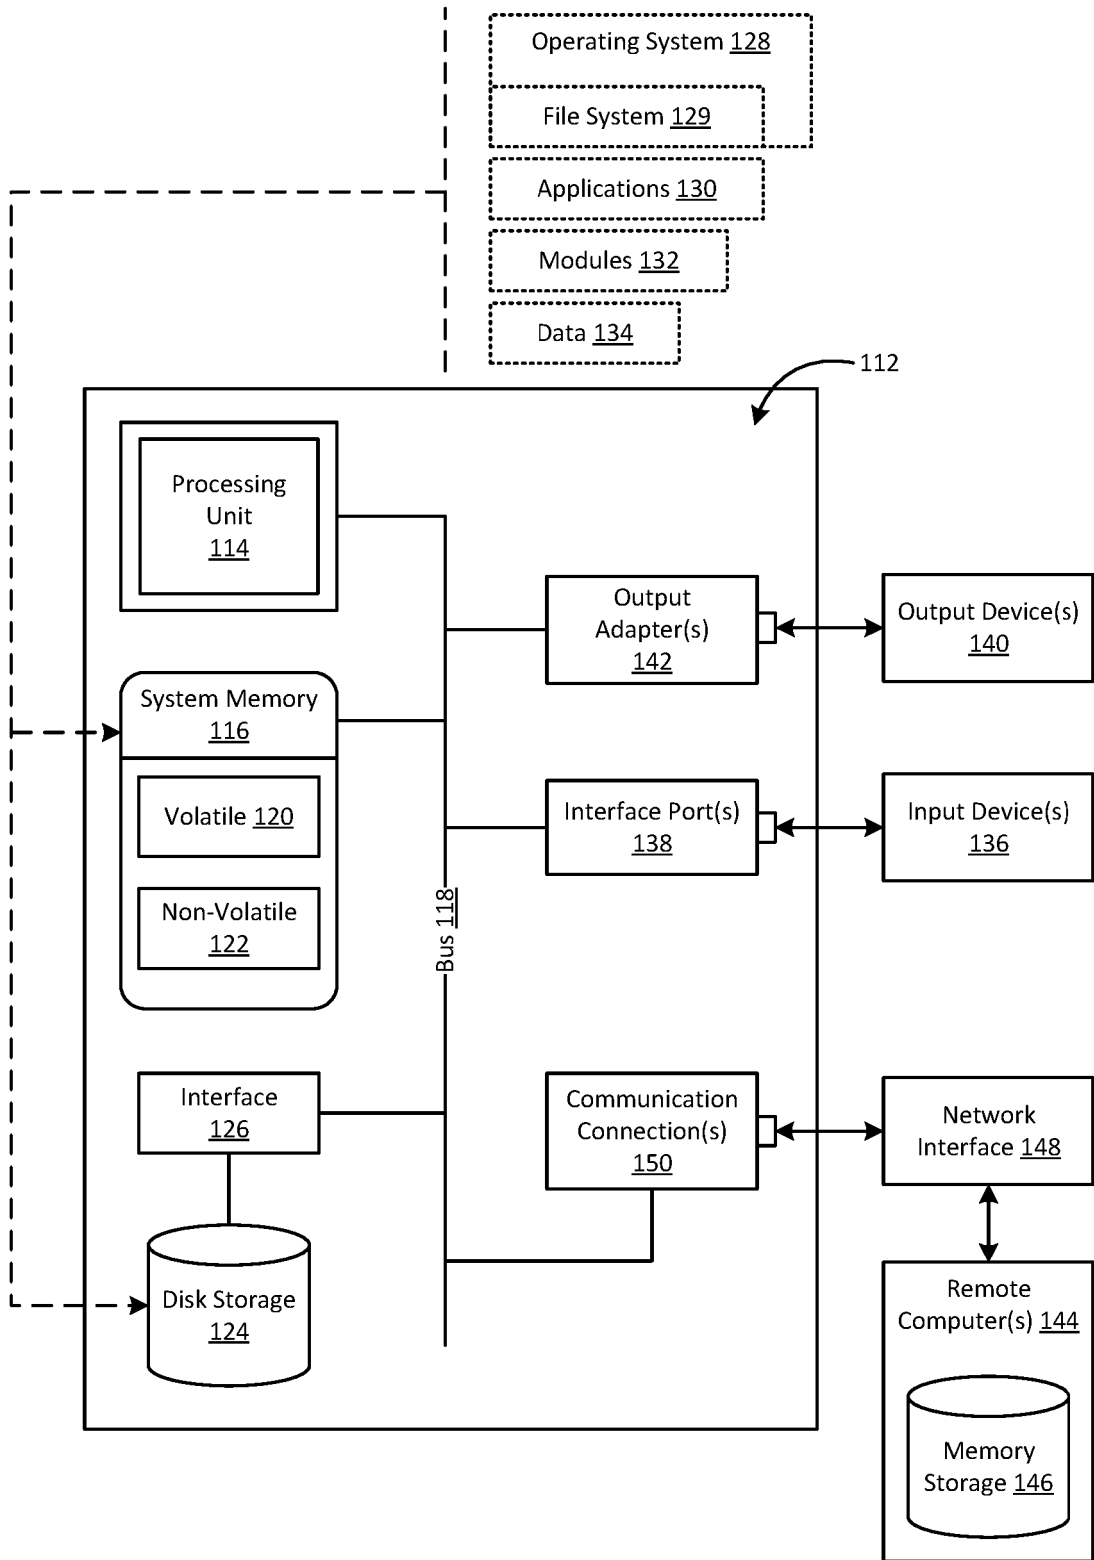 Operating System 128
File System 129
Applications 130
Modules 132
Data 134
112
Processing
Unit
114
Output
Adapter(s)
142
Output Device(s)
140
System Memory
116
Volatile 120
Non-Volatile
122
Interface Port(s)
138
Input Device(s)
136
Bus 118
Interface
126
Communication
Connection(s)
150
Network
Interface 148
Disk Storage
124
Remote
Computer(s) 144
Memory
Storage 146